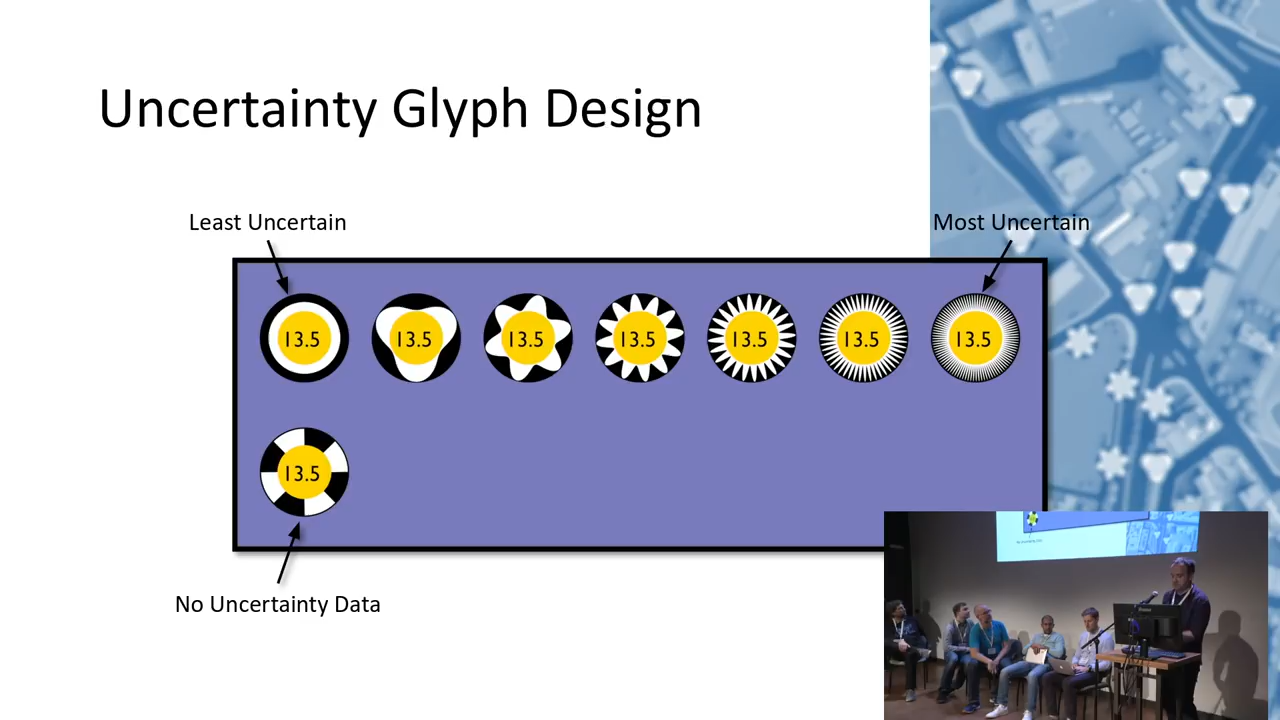 Uncertainty Glyph Design
Least Uncertain
Most Uncertain
13.5 13.5 13.5 13.5 13.5 13.5 13.5
13.5
No Uncertainty Data